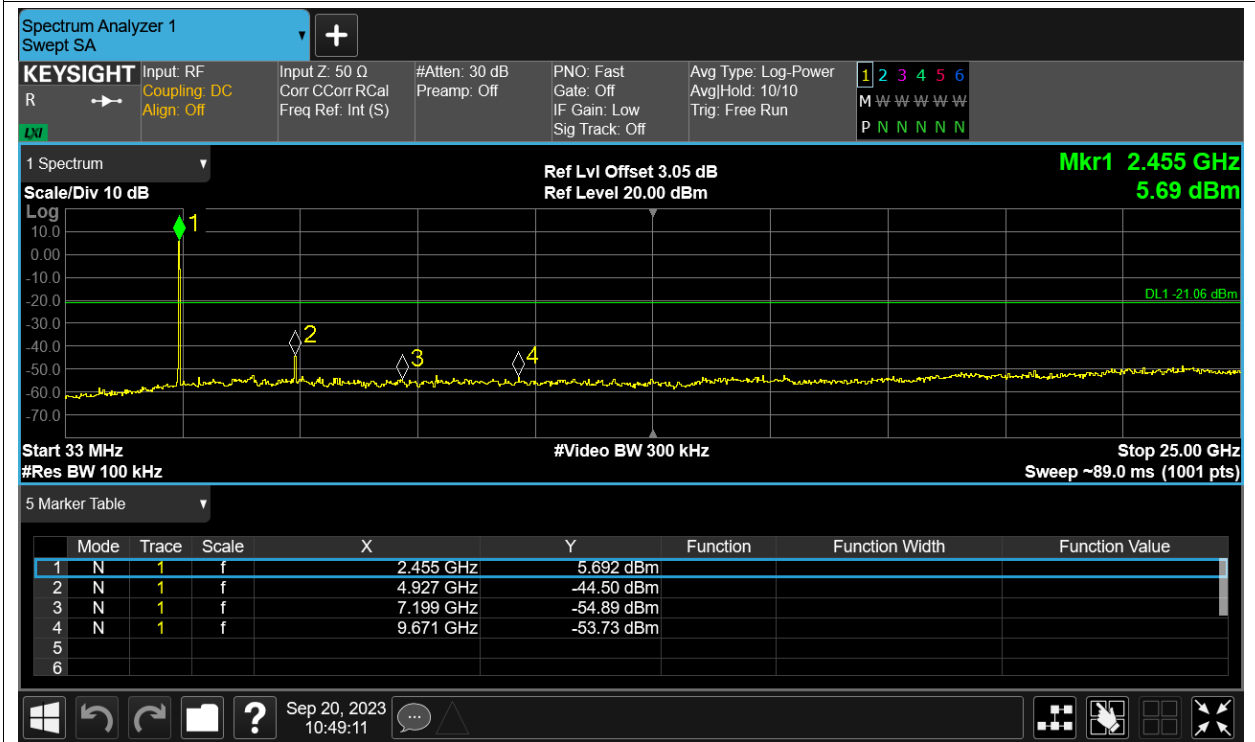 Spectrum Analyzer 1
Swept SA
KEYSIGHT Input: RF Input Z: 50 Ω #Atten: 30 dB PNO: Fast Avg Type: Log-Power 1 2 3 4 5 6
R Coupling: DC Corr CCorr RCal Preamp: Off Gate: Off Avg|Hold: 10/10 M W W W W W
Align: Off Freq Ref: Int (S) IF Gain: Low Trig: Free Run
LXI Sig Track: Off P N N N N N
1 Spectrum Ref Lvl Offset 3.05 dB Mkr1 2.455 GHz
Scale/Div 10 dB Ref Level 20.00 dBm 5.69 dBm
Log
1
10.0
0.00
-10.0
-20.0 DL1 -21.06 dBm
-30.0
2
-40.0
3 4
-50.0
-60.0
-70.0
Start 33 MHz #Video BW 300 kHz Stop 25.00 GHz
#Res BW 100 kHz Sweep ~89.0 ms (1001 pts)
5 Marker Table
Mode Trace Scale X Y Function Function Width Function Value
1 N 1 f 2.455 GHz 5.692 dBm
2 N 1 f 4.927 GHz -44.50 dBm
3 N 1 f 7.199 GHz -54.89 dBm
4 N 1 f 9.671 GHz -53.73 dBm
5
6
? Sep 20, 2023
10:49:11